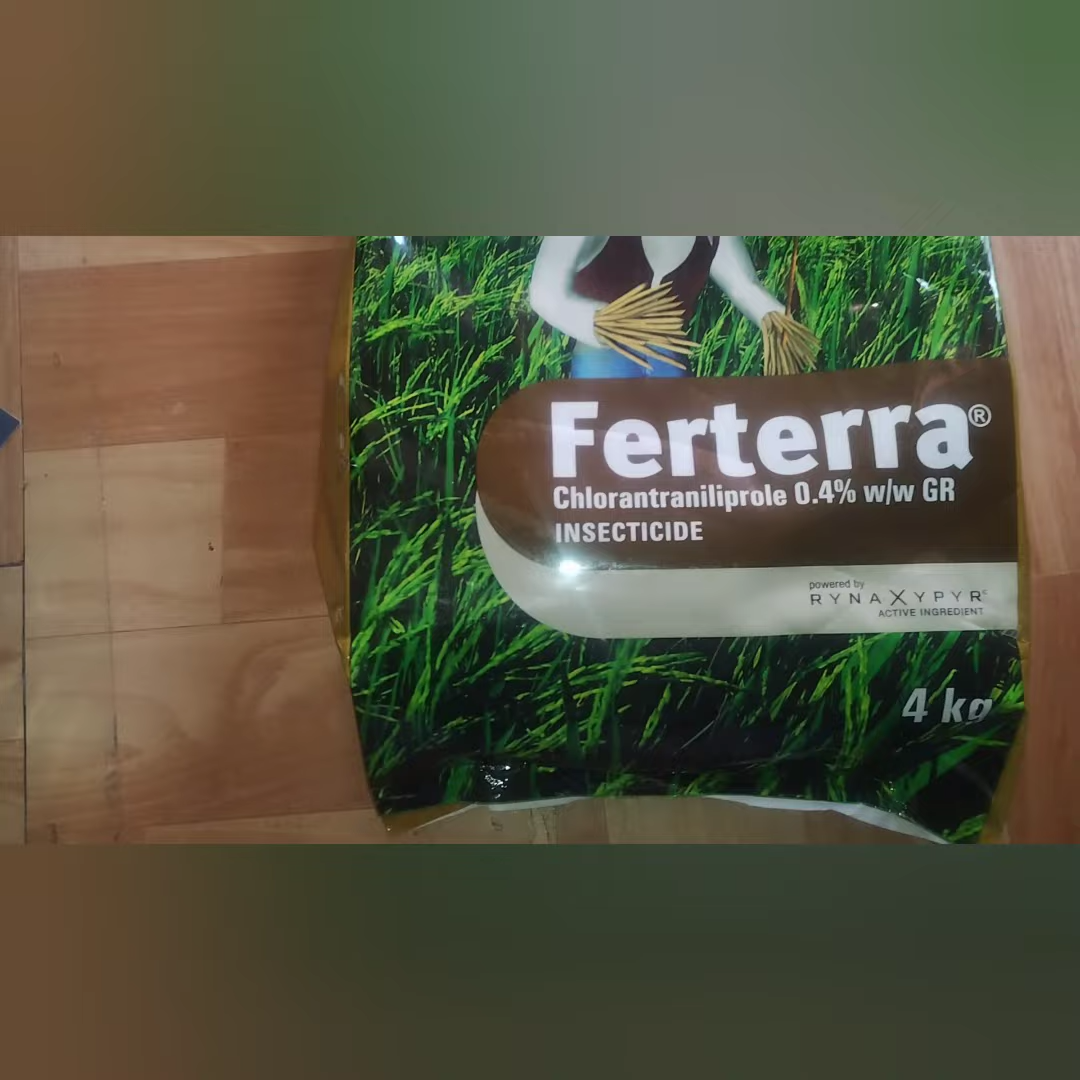 Ferterra®
Chlorantraniliprole 0.4% w/w GR
INSECTICIDE
powered by
RYNAXYPYR®
ACTIVE INGREDIENT
4 kg